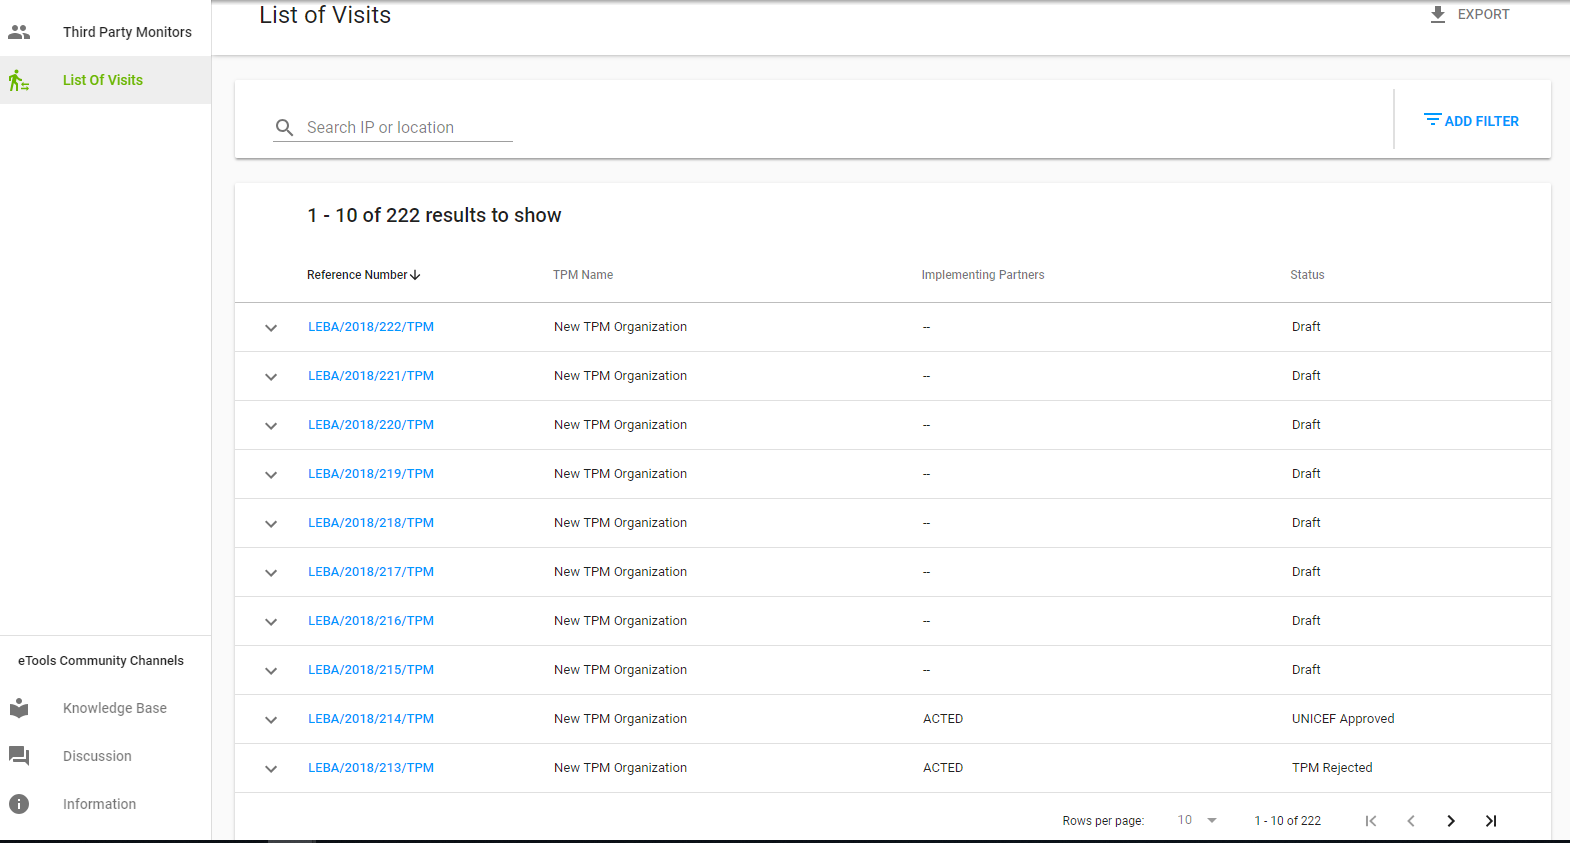 List of Visits
EXPORT
Third Party Monitors
List Of Visits
Search IP or location
ADD FILTER
1 - 10 of 222 results to show
Reference Number TPM Name Implementing Partners Status
LEBA/2018/222/TPM New TPM Organization -- Draft
LEBA/2018/221/TPM New TPM Organization -- Draft
LEBA/2018/220/TPM New TPM Organization -- Draft
LEBA/2018/219/TPM New TPM Organization -- Draft
LEBA/2018/218/TPM New TPM Organization -- Draft
LEBA/2018/217/TPM New TPM Organization -- Draft
LEBA/2018/216/TPM New TPM Organization -- Draft
LEBA/2018/215/TPM New TPM Organization -- Draft
LEBA/2018/214/TPM New TPM Organization ACTED UNICEF Approved
LEBA/2018/213/TPM New TPM Organization ACTED TPM Rejected
Rows per page: 10 1 - 10 of 222
eTools Community Channels
Knowledge Base
Discussion
Information